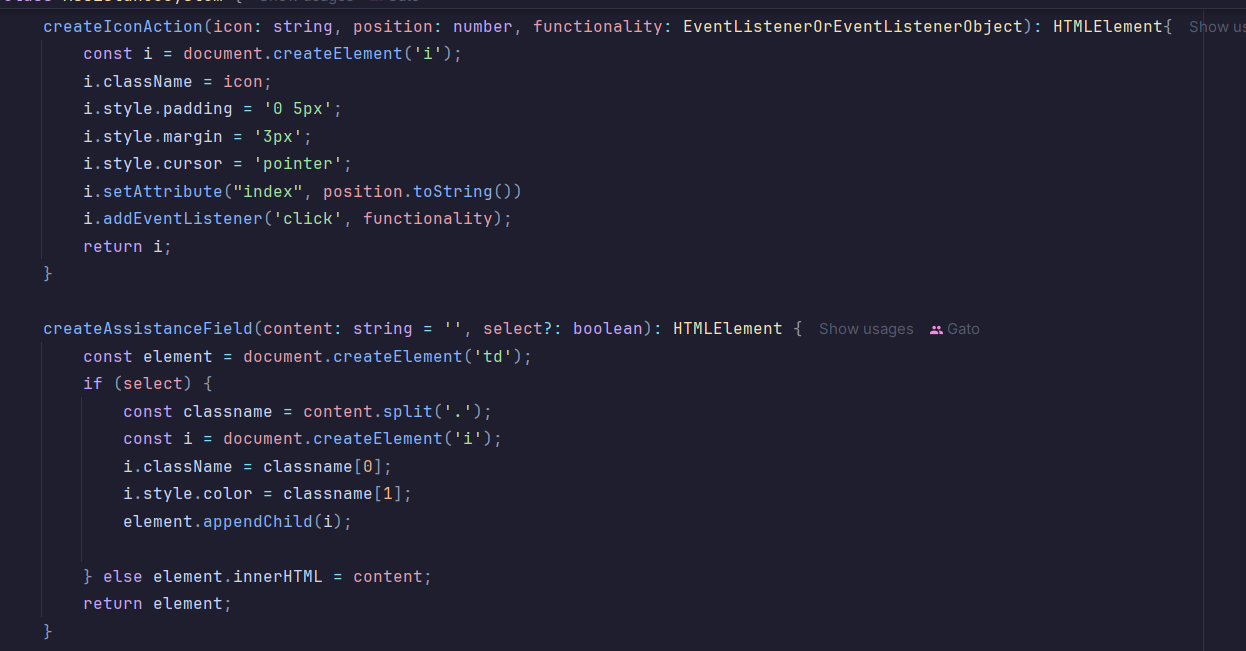 createIconAction(icon: string, position: number, functionality: EventListenerOrEventListenerObject): HTMLElement{ Show us
const i = document.createElement('i');
i.className = icon;
i.style.padding = '0 5px';
i.style.margin = '3px';
i.style.cursor = 'pointer';
i.setAttribute("index", position.toString())
i.addEventListener('click', functionality);
return i;
}
createAssistanceField(content: string = '', select?: boolean): HTMLElement { Show usages Gato
const element = document.createElement('td');
if (select) {
const classname = content.split('.');
const i = document.createElement('i');
i.className = classname[0];
i.style.color = classname[1];
element.appendChild(i);
} else element.innerHTML = content;
return element;
}